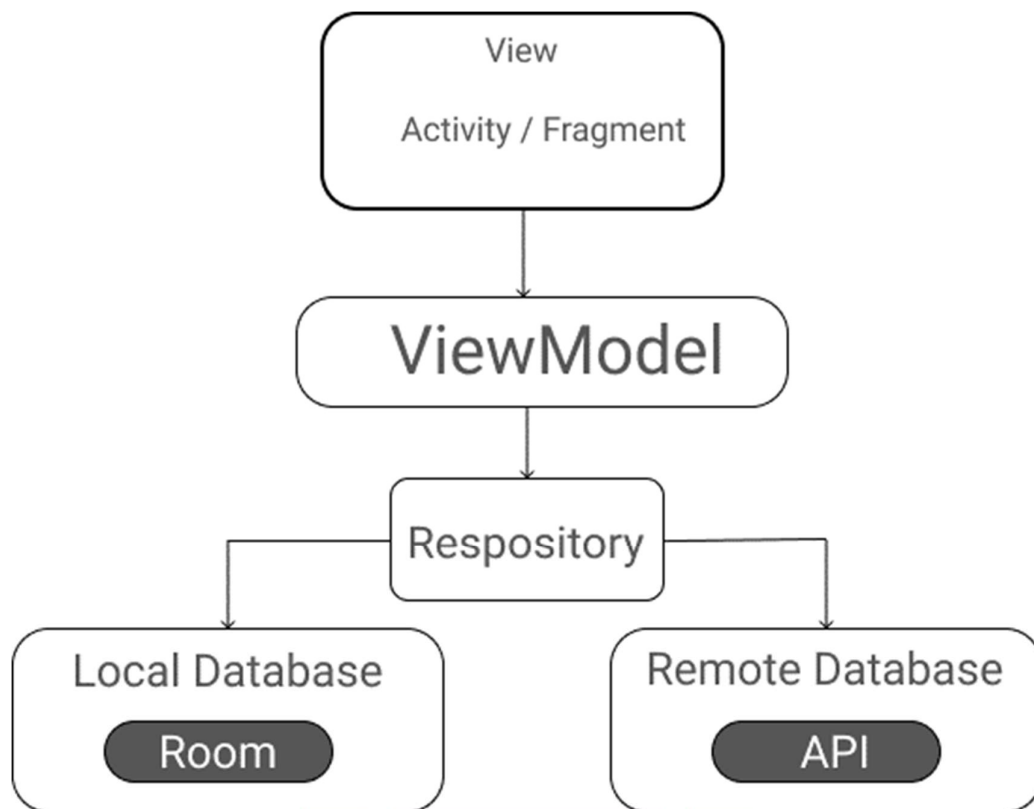 View
Activity / Fragment
ViewModel
Respository
Local Database
Room
Remote Database
API